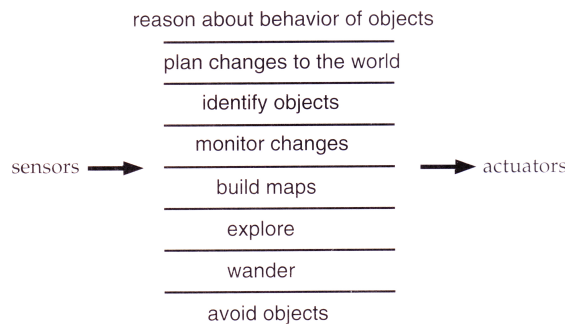 reason about behavior of objects
plan changes to the world
identify objects
monitor changes
sensors
actuators
build maps
explore
wander
avoid objects